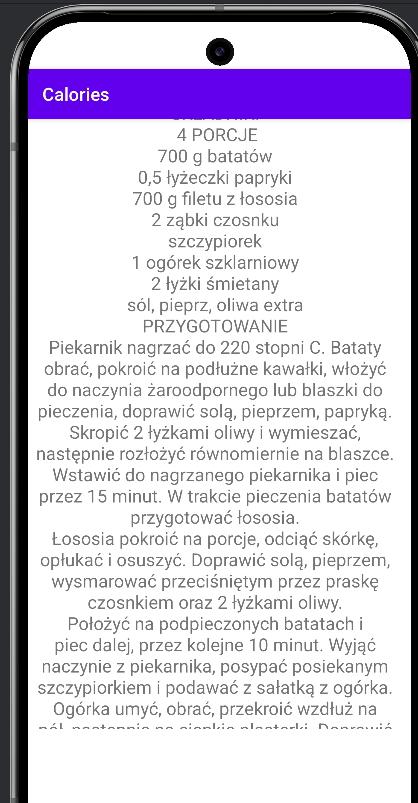 Calories
4 PORCJE
700 g batatów
0,5 łyżeczki papryki
700 g filetu z łososia
2 ząbki czosnku
szczypiorek
1 ogórek szklarniowy
2 łyżki śmietany
sól, pieprz, oliwa extra
PRZYGOTOWANIE
Piekarnik nagrzać do 220 stopni C. Bataty
obrać, pokroić na podłużne kawałki, włożyć
do naczynia żaroodpornego lub blaszki do
pieczenia, doprawić solą, pieprzem, papryką.
Skropić 2 łyżkami oliwy i wymieszać,
następnie rozłożyć równomiernie na blaszce.
Wstawić do nagrzanego piekarnika i piec
przez 15 minut. W trakcie pieczenia batatów
przygotować łososia.
Łososia pokroić na porcje, odciąć skórkę,
opłukać i osuszyć. Doprawić solą, pieprzem,
wysmarować przeciśniętym przez praskę
czosnkiem oraz 2 łyżkami oliwy.
Położyć na podpieczonych batatach i
piec dalej, przez kolejne 10 minut. Wyjąć
naczynie z piekarnika, posypać posiekanym
szczypiorkiem i podawać z sałatką z ogórka.
Ogórka umyć, obrać, przekroić wzdłuż na
pół, następnie na cienkie plasterki. Doprawić